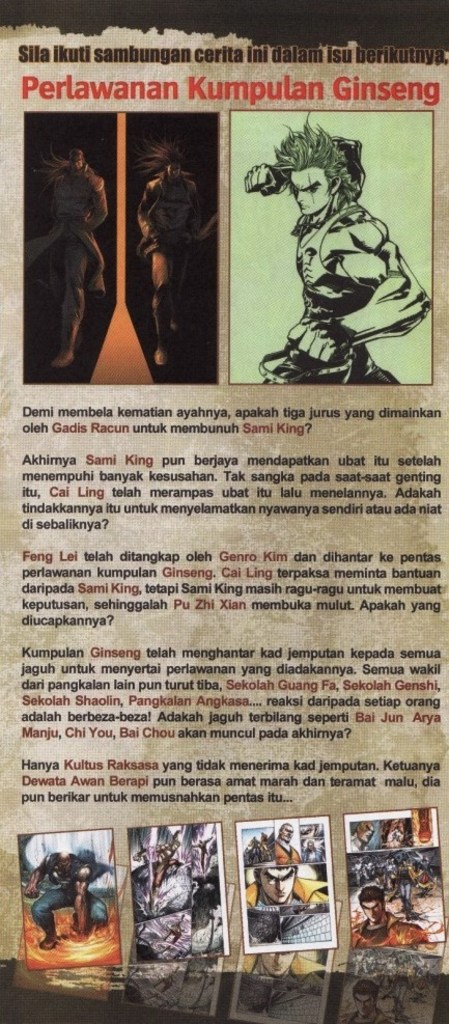 Sila ikuti sambungan cerita ini dalam isu berikutnya,
Perlawanan Kumpulan Ginseng
Demi membela kematian ayahnya, apakah tiga jurus yang dimainkan
oleh Gadis Racun untuk membunuh Sami King?
Akhirnya Sami King pun berjaya mendapatkan ubat itu setelah
menempuhi banyak kesusahan. Tak sangka pada saat-saat genting
itu, Cai Ling telah merampas ubat itu lalu menelannya. Adakah
tindakkannya itu untuk menyelamatkan nyawanya sendiri atau ada niat
di sebaliknya?
Feng Lei telah ditangkap oleh Genro Kim dan dihantar ke pentas
perlawanan kumpulan Ginseng. Cai Ling terpaksa meminta bantuan
daripada Sami King, tetapi Sami King masih ragu-ragu untuk membuat
keputusan, sehinggalah Pu Zhi Xian membuka mulut. Apakah yang
diucapkannya?
Kumpulan Ginseng telah menghantar kad jemputan kepada semua
jaguh untuk menyertai perlawanan yang diadakannya. Semua wakil
dari pangkalan lain pun turut tiba, Sekolah Guang Fa, Sekolah Genshi,
Sekolah Shaolin, Pangkalan Angkasa.... reaksi daripada setiap orang
adalah berbeza-beza! Adakah jaguh terbilang seperti Bai Jun Arya
Manju, Chi You, Bai Chou akan muncul pada akhirnya?
Hanya Kultus Raksasa yang tidak menerima kad jemputan. Ketuanya
Dewata Awan Berapi pun berasa amat marah dan teramat malu, dia
pun berikar untuk memusnahkan pentas itu...